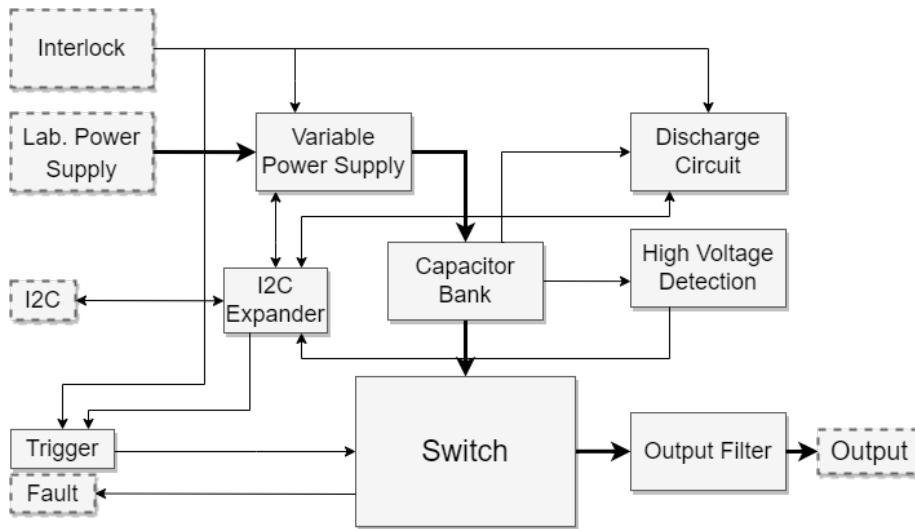 Interlock
Lab. Power
Supply
Variable
Power Supply
Discharge
Circuit
Capacitor
Bank
High Voltage
Detection
I2C
I2C
Expander
Trigger
Fault
Switch
Output Filter
Output